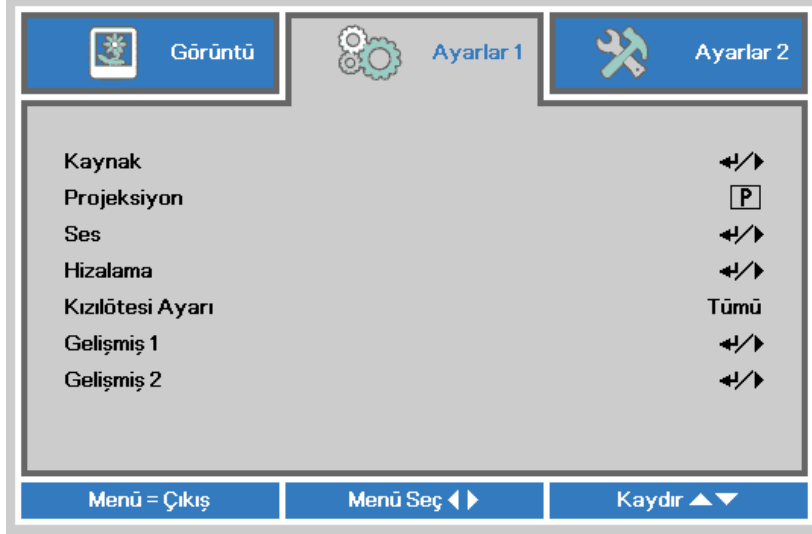 Görüntü
Ayarlar 1
Ayarlar 2
Kaynak
Projeksiyon P
Ses
Hizalama
Kızılötesi Ayarı Tümü
Gelişmiş 1
Gelişmiş 2
Menü = Çıkış
Menü Seç ◀ ▶
Kaydır ▲▼